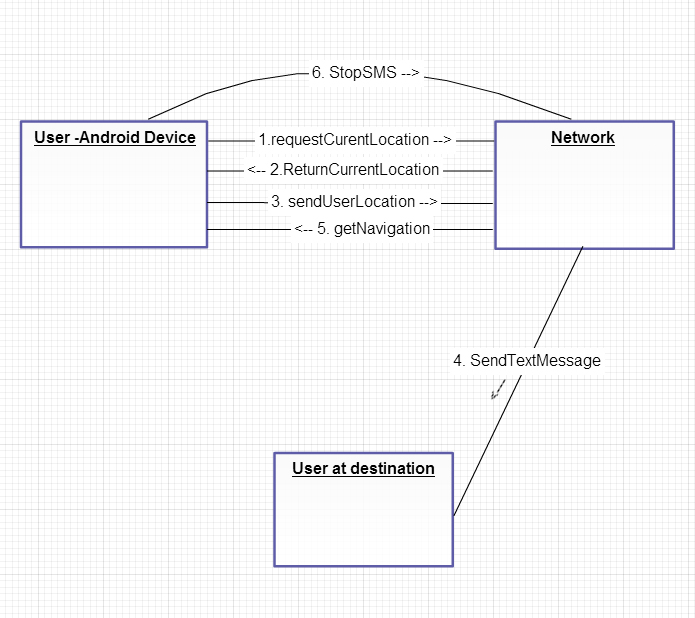 6. StopSMS -->
User -Android Device
Network
1.requestCurentLocation -->
<-- 2.ReturnCurrentLocation
3. sendUserLocation -->
<-- 5. getNavigation
4. SendTextMessage
User at destination